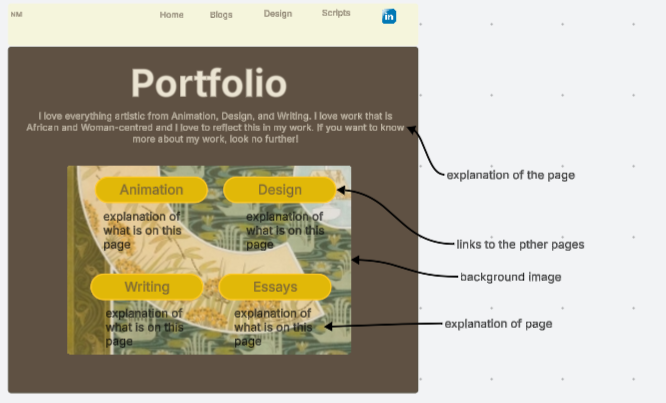 NM Home Blogs Design Scripts in
Portfolio
I love everything artistic from Animation, Design, and Writing. I love work that is
African and Woman-centred and I love to reflect this in my work. If you want to know
more about my work, look no further!
explanation of the page
Animation Design
explanation of
what is on this
page
explanation of
what is on this
page
links to the pther pages
background image
Writing Essays
explanation of
what is on this
page
explanation of
what is on this
page
explanation of page